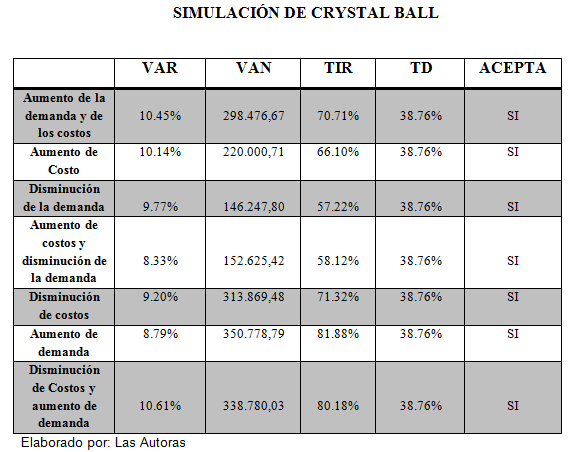 SIMULACIÓN DE CRYSTAL BALL
VAR VAN TIR TD ACEPTA
Aumento de la
demanda y de
los costos 10.45% 298.476,67 70.71% 38.76% SI
Aumento de 10.14% 220.000,71 66.10% 38.76% SI
Costo
Disminución
de la demanda 9.77% 146.247,80 57.22% 38.76% SI
Aumento de
costos y
disminución de
la demanda 8.33% 152.625,42 58.12% 38.76% SI
Disminución 9.20% 313.869,48 71.32% 38.76% SI
de costos
Aumento de 8.79% 350.778,79 81.88% 38.76% SI
demanda
Disminución
de Costos y
aumento de 10.61% 338.780,03 80.18% 38.76% SI
demanda
Elaborado por: Las Autoras